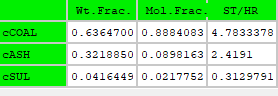 Wt.Frac. Mol.Frac. ST/HR
cCOAL 0.6364700 0.8884083 4.7833378
cASH 0.3218850 0.0898163 2.4191
cSUL 0.0416449 0.0217752 0.3129791